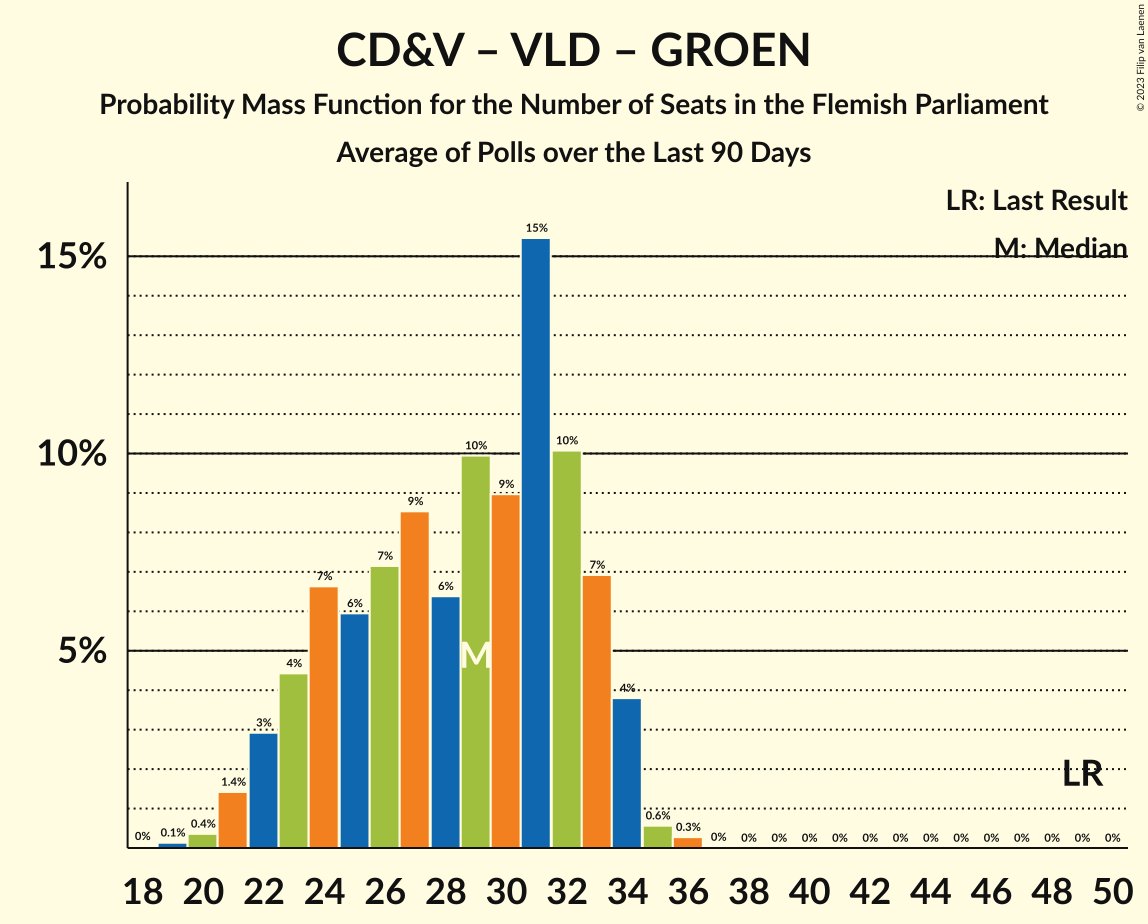 CD&V – VLD – GROEN
Probability Mass Function for the Number of Seats in the Flemish Parliament
Average of Polls over the Last 90 Days
© 2023 Filip van Laenen
LR: Last Result
M: Median
15%
10%
5%
0% 0.1% 0.4% 1.4% 3% 4% 7% 6% 7% 9% 6% 10% 9% 15% 10% 7% 4% 0.6% 0.3% 0% 0% 0% 0% 0% 0% 0% 0% 0% 0% 0% 0% 0% 0%
M
LR
18 20 22 24 26 28 30 32 34 36 38 40 42 44 46 48 50